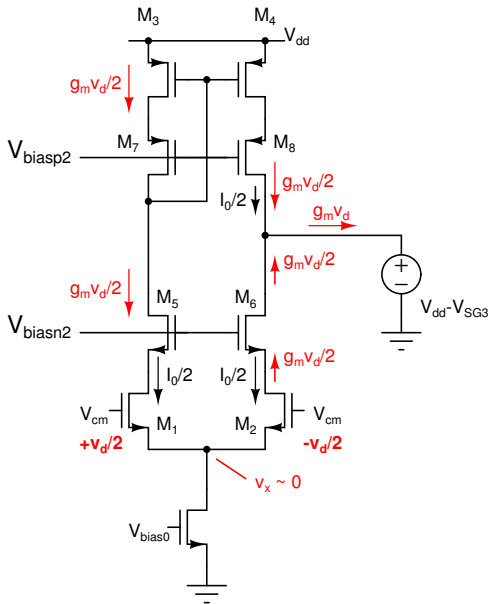 M3 M4
Vdd
gmvd/2
M7 M8
Vbiasp2
gmvd/2
I0/2
gmvd
gmvd/2
gmvd/2
M5 M6
Vdd-VSG3
Vbiasn2
gmvd/2
I0/2 I0/2
Vcm M1 M2 Vcm
+vd/2 -vd/2
vx ~ 0
Vbias0